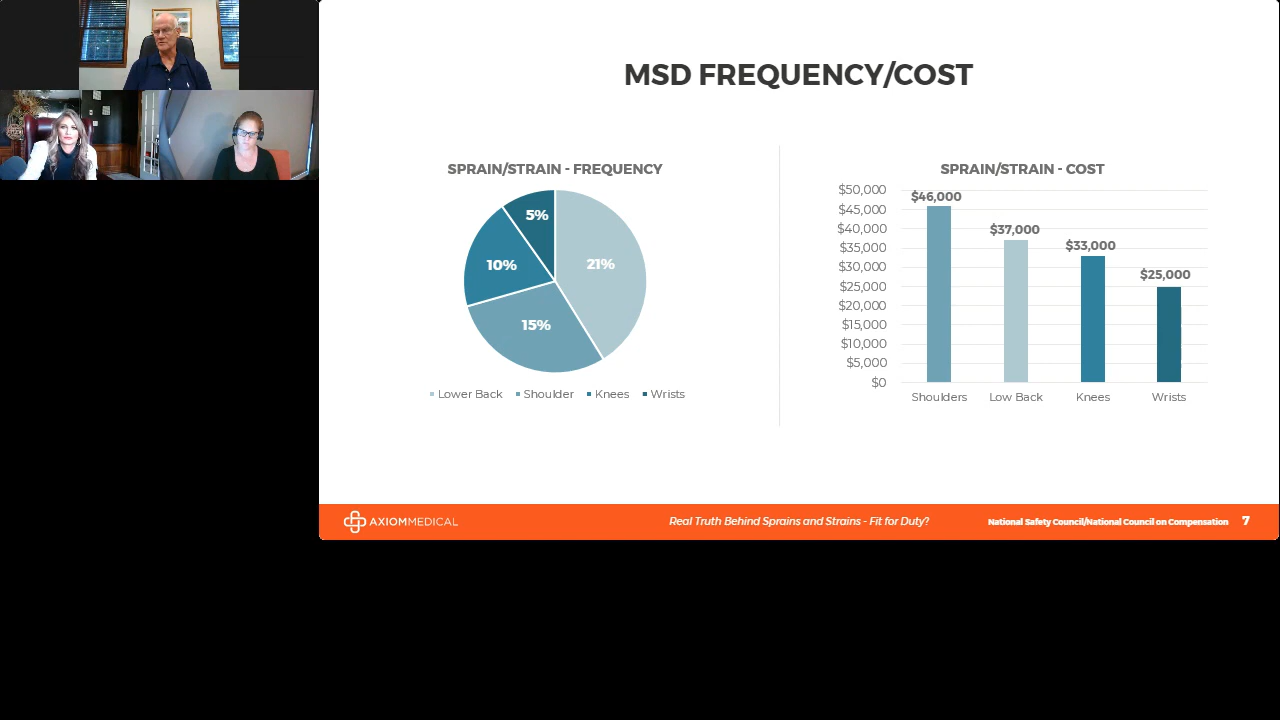 MSD FREQUENCY/COST
SPRAIN/STRAIN - FREQUENCY
5%
21%
10%
15%
Lower Back Shoulder Knees Wrists
SPRAIN/STRAIN - COST
$50,000
$45,000
$40,000
$35,000
$30,000
$25,000
$20,000
$15,000
$10,000
$5,000
$0
$46,000
$37,000
$33,000
$25,000
Shoulders Low Back Knees Wrists
AXIOMMEDICAL
Real Truth Behind Sprains and Strains - Fit for Duty?
National Safety Council/National Council on Compensation
7